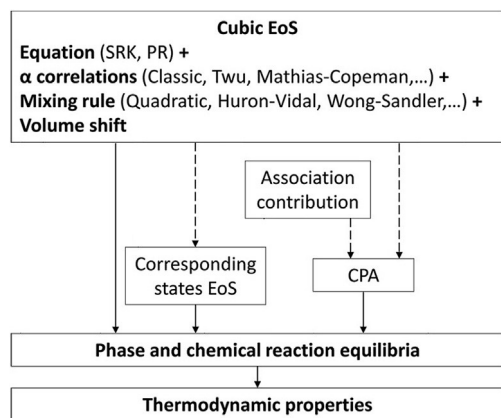 Cubic EoS
Equation (SRK, PR) +
α correlations (Classic, Twu, Mathias-Copeman,...) +
Mixing rule (Quadratic, Huron-Vidal, Wong-Sandler,...) +
Volume shift
Association
contribution
Corresponding
states EoS
CPA
Phase and chemical reaction equilibria
Thermodynamic properties